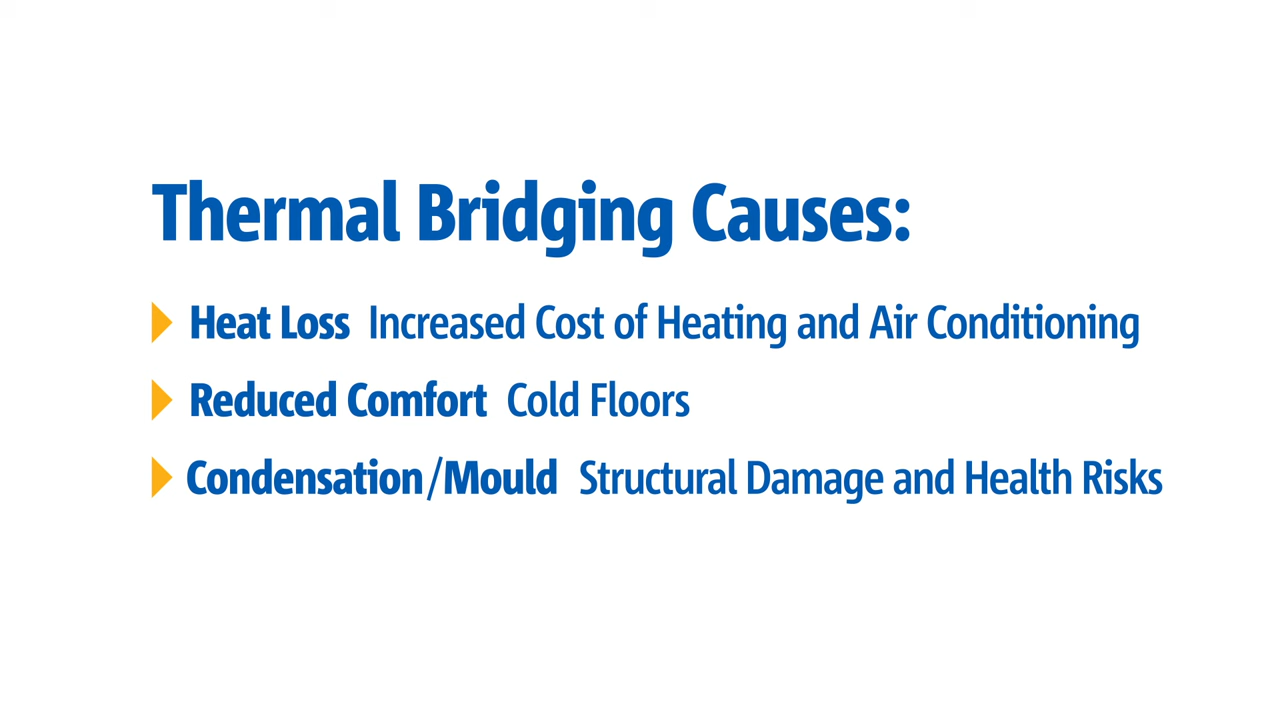 Thermal Bridging Causes:
Heat Loss Increased Cost of Heating and Air Conditioning
Reduced Comfort Cold Floors
Condensation/Mould Structural Damage and Health Risks